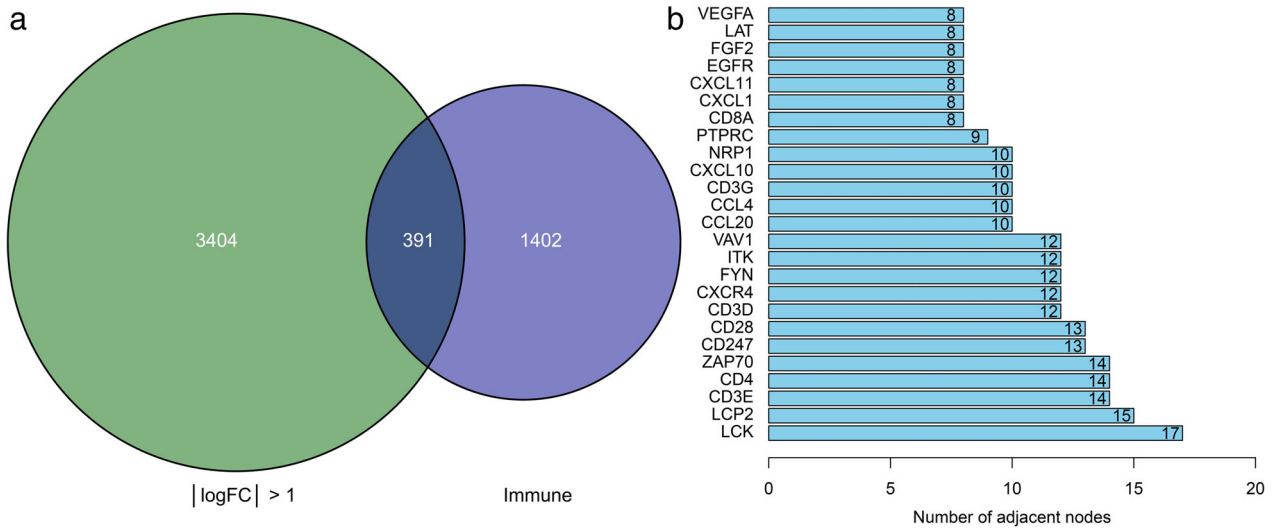 a
3404
391
1402
|logFC| > 1
Immune
b
VEGFA 8
LAT 8
FGF2 8
EGFR 8
CXCL11 8
CXCL1 8
CD8A 8
PTPRC 9
NRP1 10
CXCL10 10
CD3G 10
CCL4 10
CCL20 10
VAV1 12
ITK 12
FYN 12
CXCR4 12
CD3D 12
CD28 13
CD247 13
ZAP70 14
CD4 14
CD3E 14
LCP2 15
LCK 17
0 5 10 15 20
Number of adjacent nodes